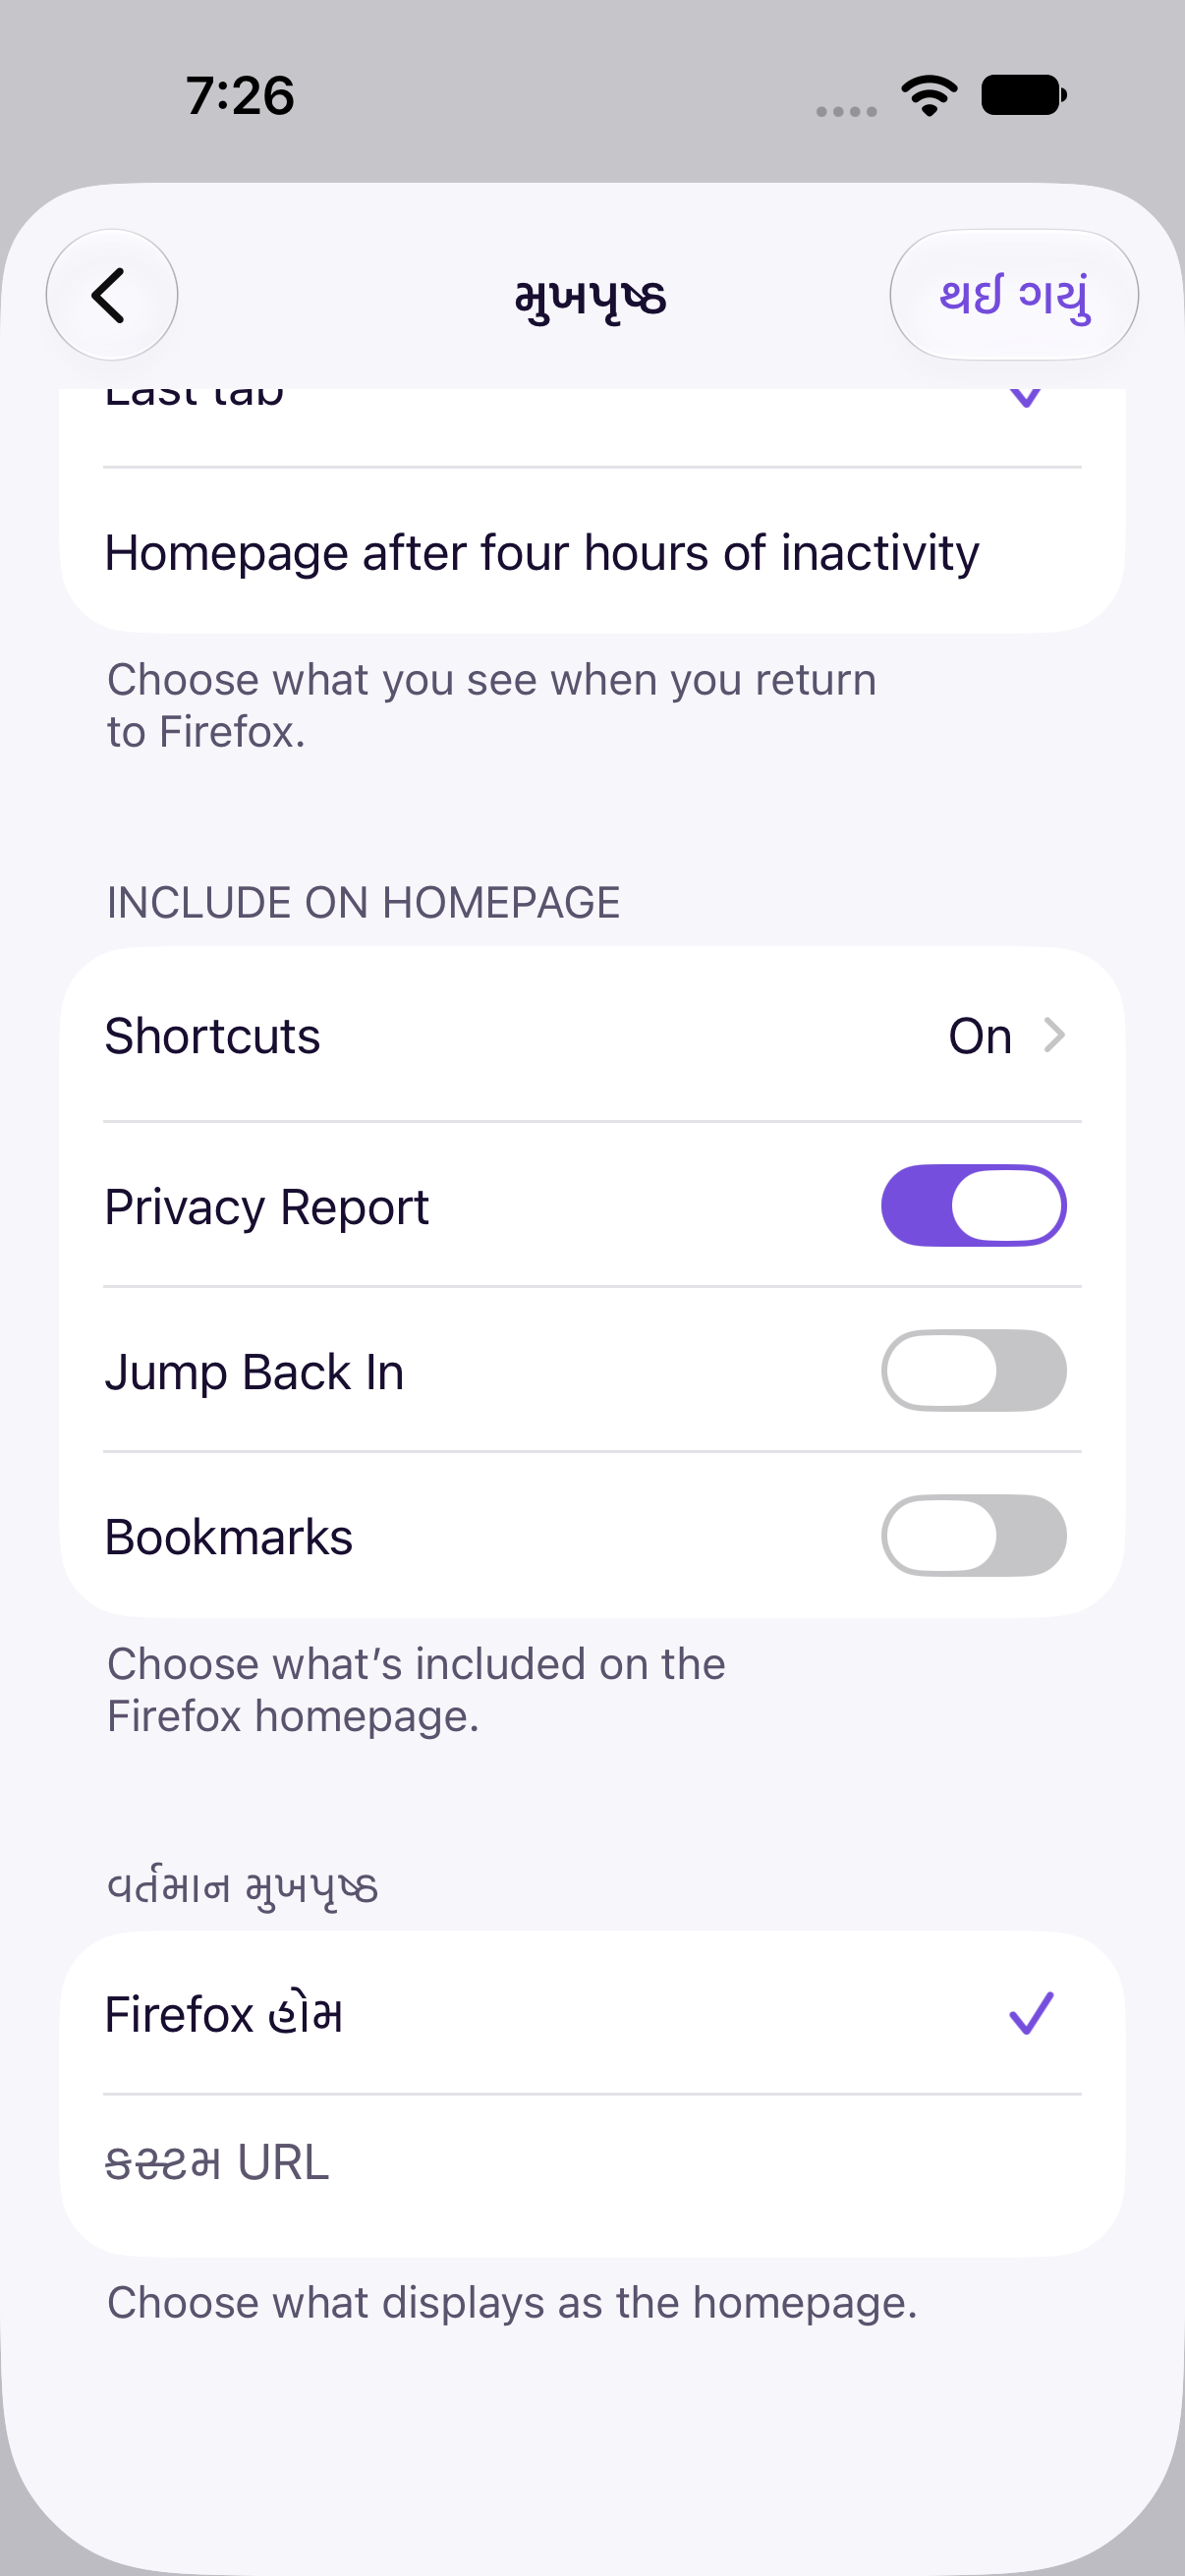 7:26
મુખપૃષ્ઠ
થઈ ગયું
Last tab
Homepage after four hours of inactivity
Choose what you see when you return
to Firefox.
INCLUDE ON HOMEPAGE
Shortcuts On
Privacy Report
Jump Back In
Bookmarks
Choose what’s included on the
Firefox homepage.
વર્તમાન મુખપૃષ્ઠ
Firefox હોમ
કસ્ટમ URL
Choose what displays as the homepage.